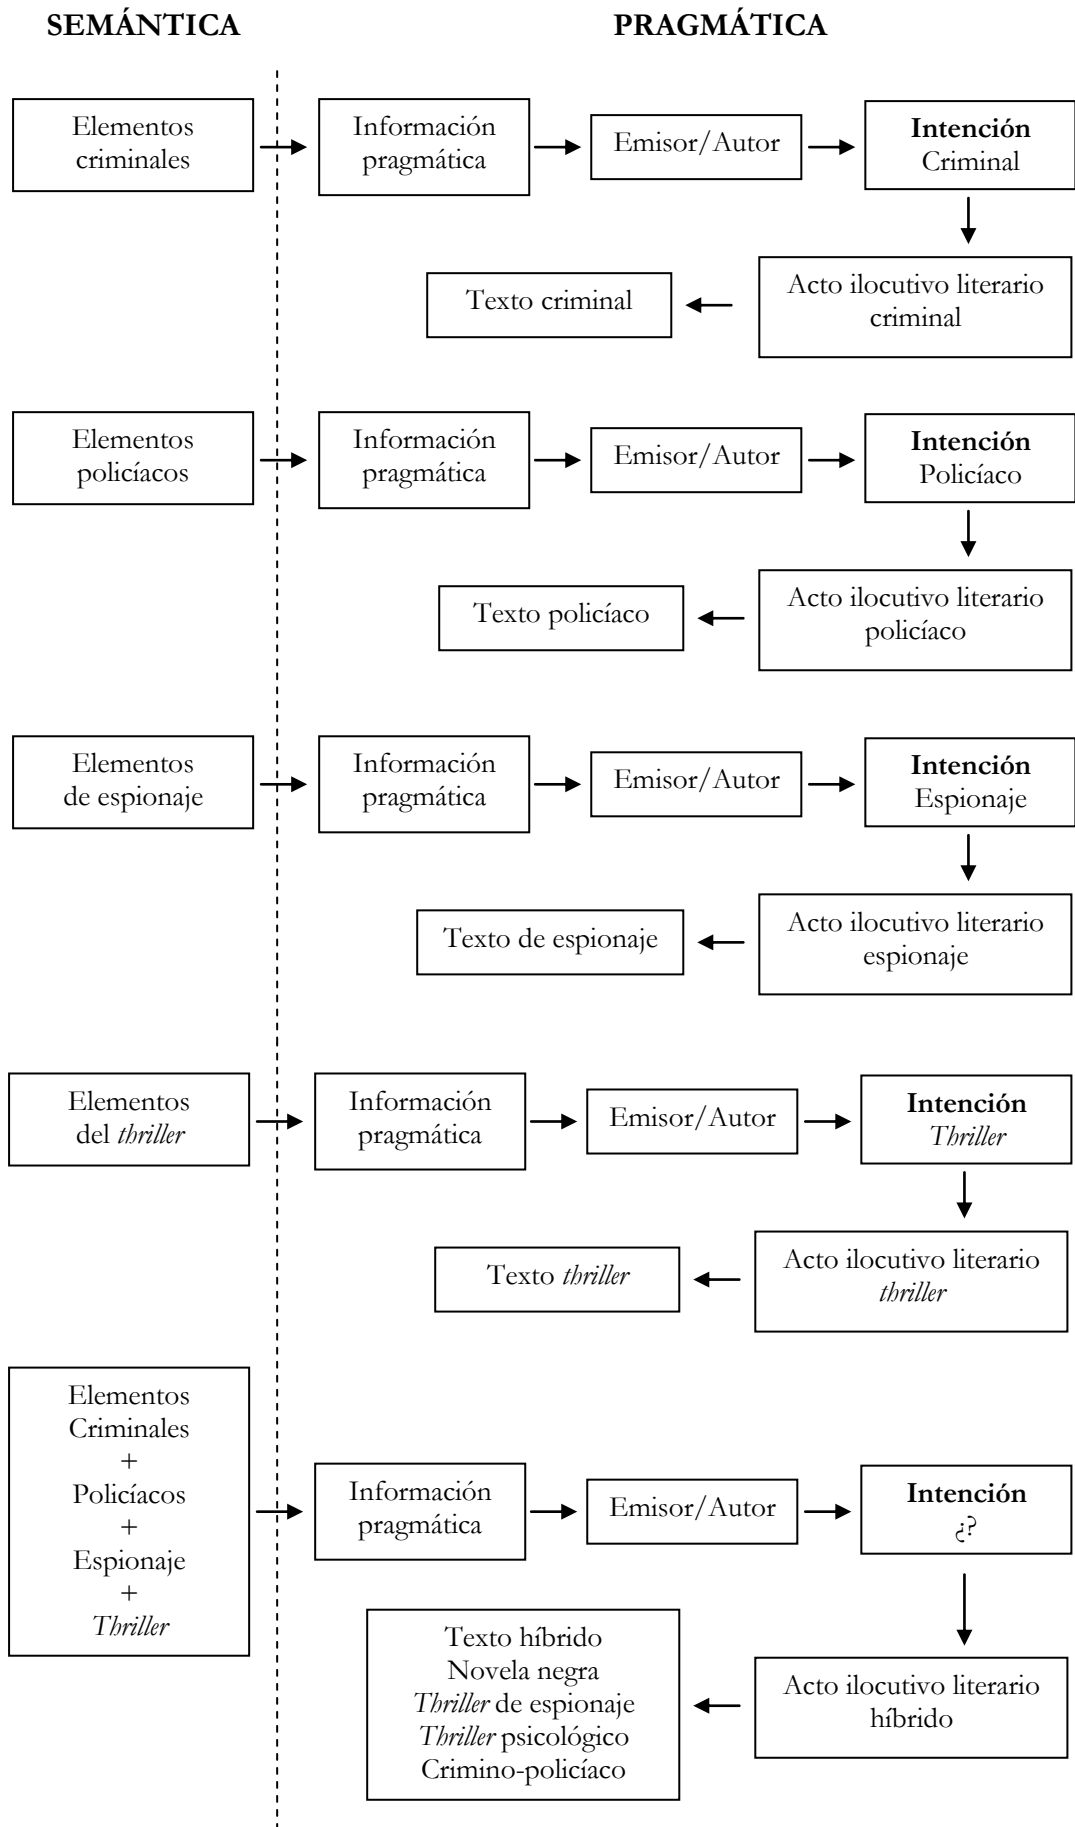 SEMÁNTICA
PRAGMÁTICA
Elementos
criminales
Información
pragmática
Emisor/Autor
Intención
Criminal
Acto ilocutivo literario
criminal
Texto criminal
Elementos
policíacos
Información
pragmática
Emisor/Autor
Intención
Policíaco
Acto ilocutivo literario
policíaco
Texto policíaco
Elementos
de espionaje
Información
pragmática
Emisor/Autor
Intención
Espionaje
Acto ilocutivo literario
espionaje
Texto de espionaje
Elementos
del thriller
Información
pragmática
Emisor/Autor
Intención
Thriller
Acto ilocutivo literario
thriller
Texto thriller
Elementos
Criminales
+
Policíacos
+
Espionaje
+
Thriller
Información
pragmática
Emisor/Autor
Intención
¿?
Acto ilocutivo literario
híbrido
Texto híbrido
Novela negra
Thriller de espionaje
Thriller psicológico
Crimino-policíaco